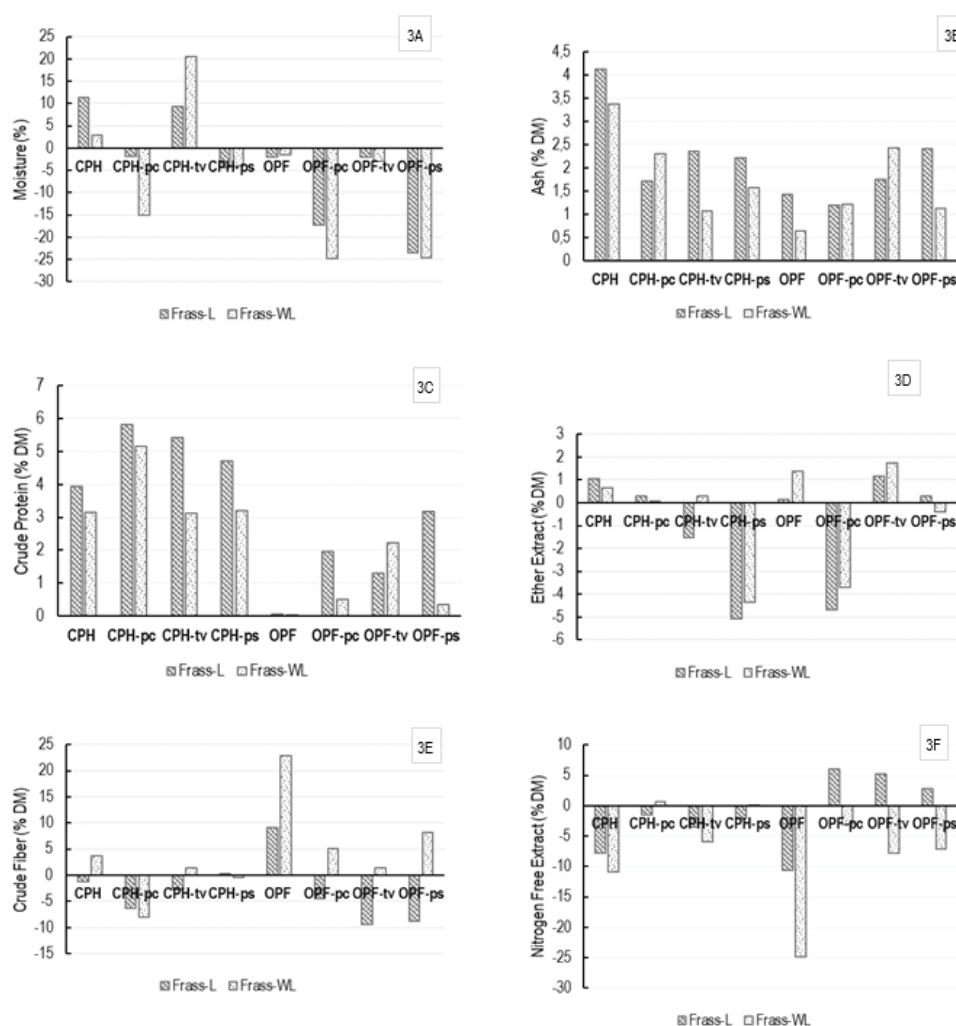 3A
Moisture (%)
25
20
15
10
5
0
-5
-10
-15
-20
-25
-30
CPH CPH-pc CPH-tv CPH-ps OPF OPF-pc OPF-tv OPF-ps
Frass-L Frass-WL
Ash (% DM)
4,5
4
3,5
3
2,5
2
1,5
1
0,5
0
CPH CPH-pc CPH-tv CPH-ps OPF OPF-pc OPF-tv OPF-ps
Frass-L Frass-WL
3C
Crude Protein (% DM)
7
6
5
4
3
2
1
0
CPH CPH-pc CPH-tv CPH-ps OPF OPF-pc OPF-tv OPF-ps
Frass-L Frass-WL
3D
Ether Extract (%DM)
3
2
1
0
-1
-2
-3
-4
-5
-6
CPH CPH-pc CPH-tv CPH-ps OPF OPF-pc OPF-tv OPF-ps
Frass-L Frass-WL
3E
Crude Fiber (% DM)
25
20
15
10
5
0
-5
-10
-15
CPH CPH-pc CPH-tv CPH-ps OPF OPF-pc OPF-tv OPF-ps
Frass-L Frass-WL
3F
Nitrogen Free Extract (%DM)
10
5
0
-5
-10
-15
-20
-25
-30
CPH CPH-pc CPH-tv CPH-ps OPF OPF-pc OPF-tv OPF-ps
Frass-L Frass-WL